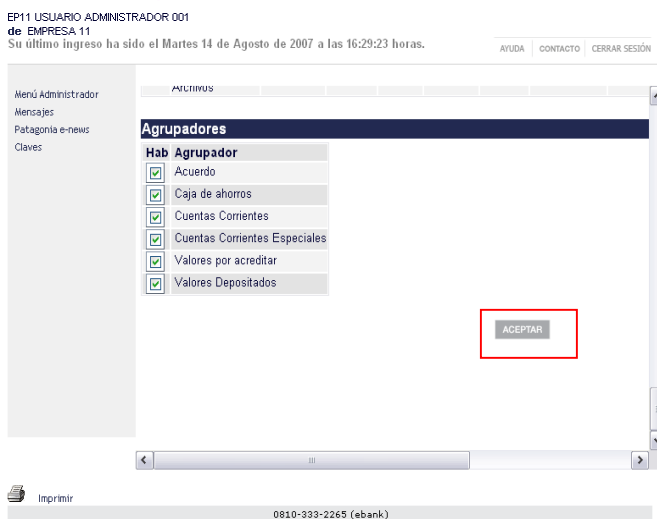 EP11 USUARIO ADMINISTRADOR 001
de EMPRESA 11
Su último ingreso ha sido el Martes 14 de Agosto de 2007 a las 16:29:23 horas.
AYUDA CONTACTO CERRAR SESIÓN
Menú Administrador
Mensajes
Patagonia e-news
Claves
Archivos
Agrupadores
Hab Agrupador
Acuerdo
Caja de ahorros
Cuentas Corrientes
Cuentas Corrientes Especiales
Valores por acreditar
Valores Depositados
ACEPTAR
Imprimir
0810-333-2265 (ebank)